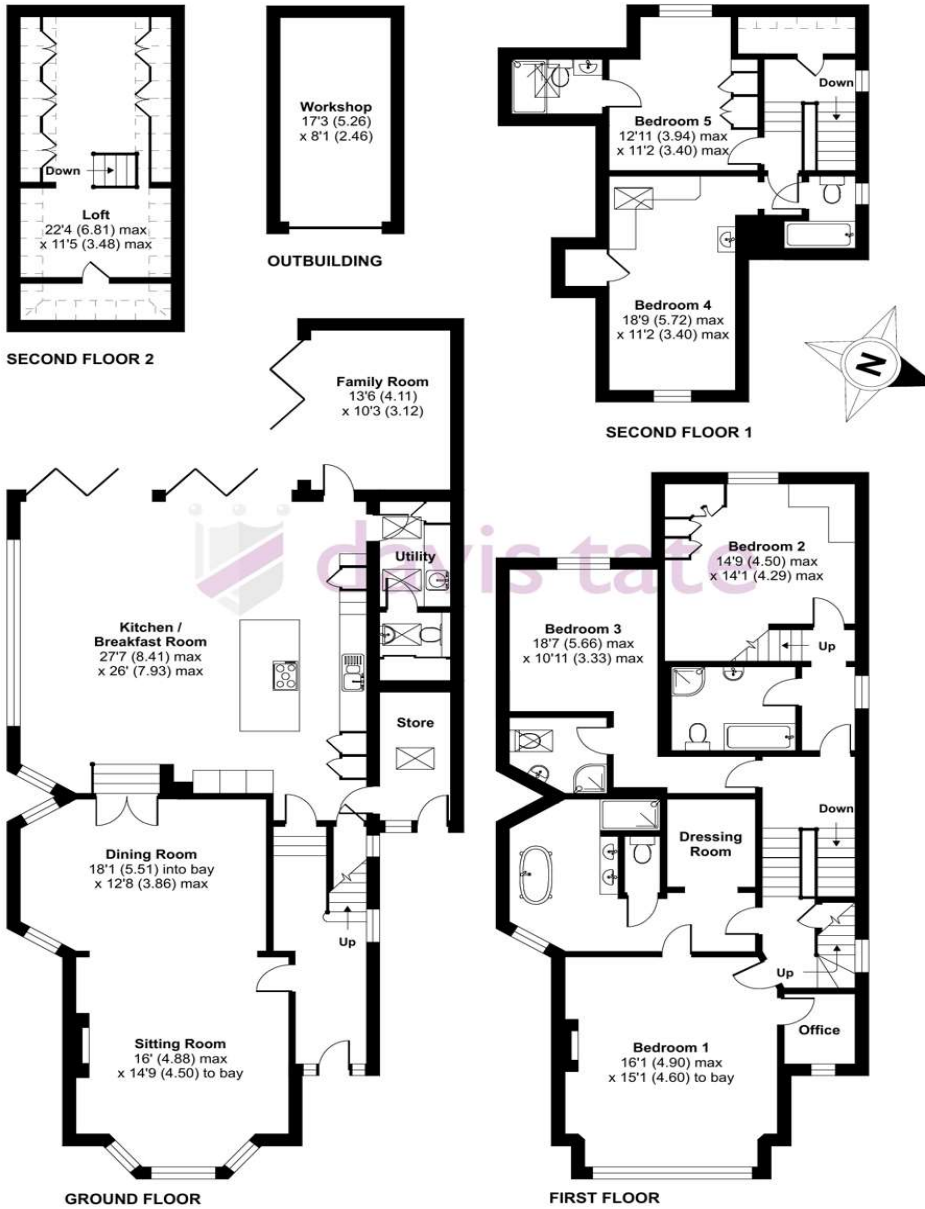 Down
Loft
22'4 (6.81) max
x 11'5 (3.48) max
SECOND FLOOR 2
Workshop
17'3 (5.26)
x 8'1 (2.46)
OUTBUILDING
Down
Bedroom 5
12'11 (3.94) max
x 11'2 (3.40) max
Bedroom 4
18'9 (5.72) max
x 11'2 (3.40) max
SECOND FLOOR 1
N
Family Room
13'6 (4.11)
x 10'3 (3.12)
davis tate
Utility
Kitchen /
Breakfast Room
27'7 (8.41) max
x 26' (7.93) max
Store
Dining Room
18'1 (5.51) into bay
x 12'8 (3.86) max
Up
Sitting Room
16' (4.88) max
x 14'9 (4.50) to bay
GROUND FLOOR
Bedroom 2
14'9 (4.50) max
x 14'1 (4.29) max
Bedroom 3
18'7 (5.66) max
x 10'11 (3.33) max
Up
Down
Dressing
Room
Up
Office
Bedroom 1
16'1 (4.90) max
x 15'1 (4.60) to bay
FIRST FLOOR